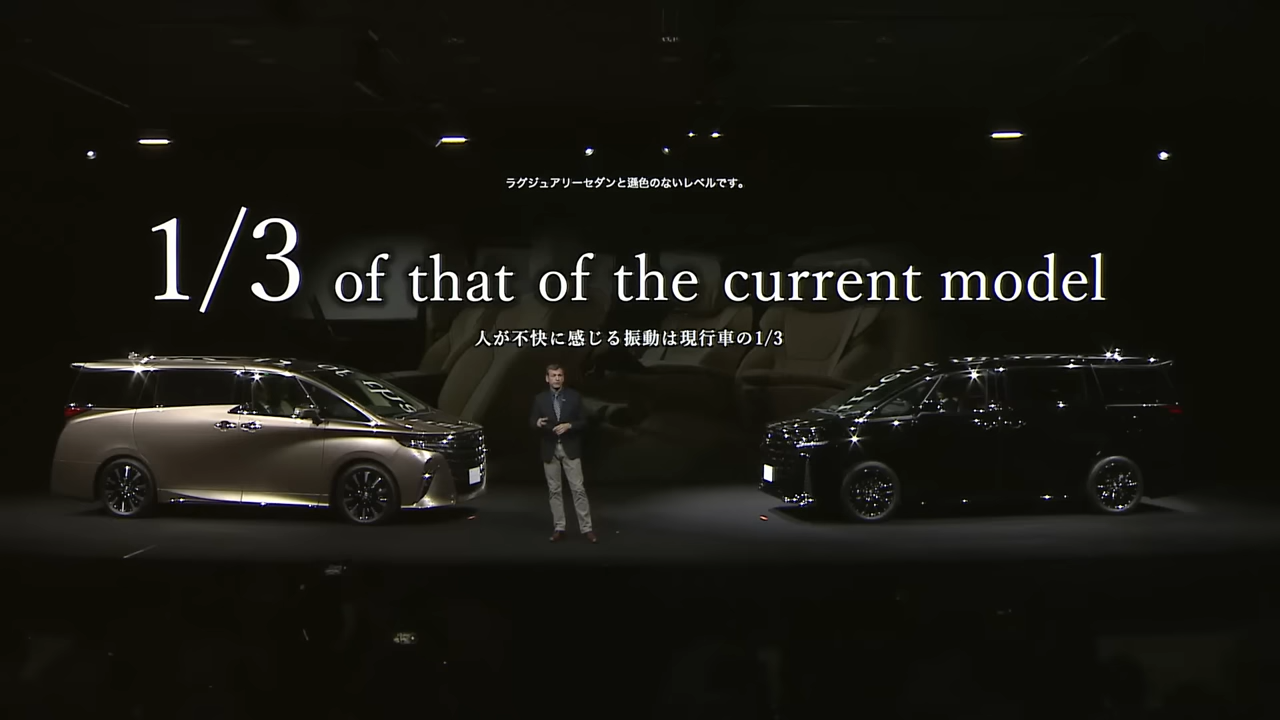 ラグジュアリーセダンと遜色のないレベルです。
1/3 of that of the current model
人が不快に感じる振動は現行車の1/3